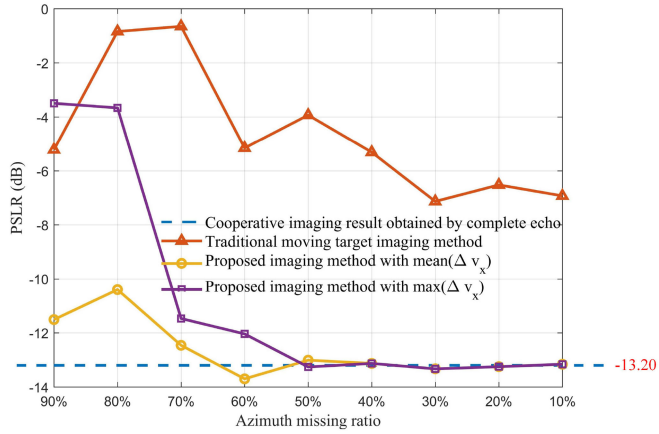 0
-2
-4
-6
-8
-10
-12
-14
PSLR (dB)
Cooperative imaging result obtained by complete echo
Traditional moving target imaging method
Proposed imaging method with mean(Δ v_x)
Proposed imaging method with max(Δ v_x)
-13.20
90% 80% 70% 60% 50% 40% 30% 20% 10%
Azimuth missing ratio